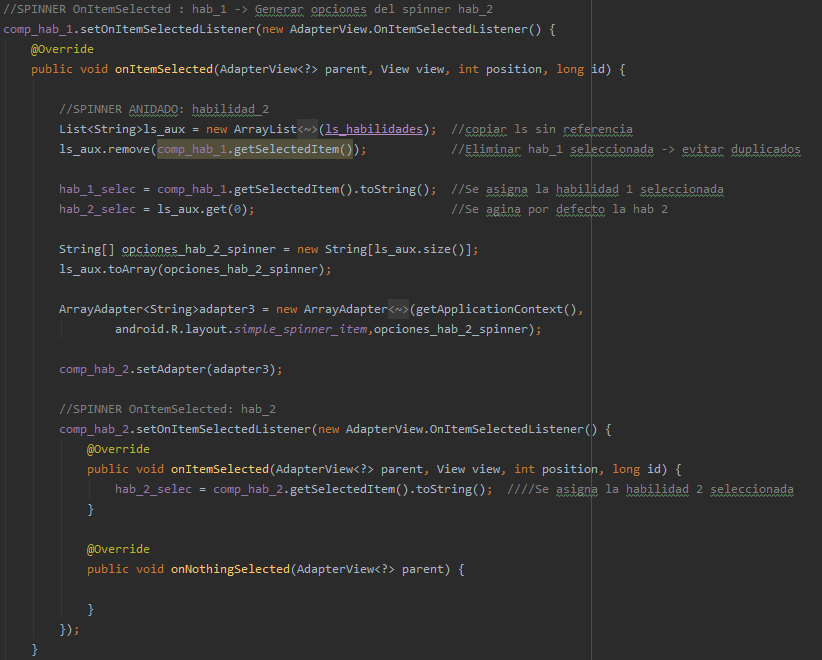 //SPINNER OnItemSelected : hab_1 -> Generar opciones del spinner hab_2
comp_hab_1.setOnItemSelectedListener(new AdapterView.OnItemSelectedListener() {
    @Override
    public void onItemSelected(AdapterView<?> parent, View view, int position, long id) {

        //SPINNER ANIDADO: habilidad_2
        List<String>ls_aux = new ArrayList<~>(ls_habilidades);  //copiar ls sin referencia
        ls_aux.remove(comp_hab_1.getSelectedItem());            //Eliminar hab_1 seleccionada -> evitar duplicados

        hab_1_selec = comp_hab_1.getSelectedItem().toString();  //Se asigna la habilidad 1 seleccionada
        hab_2_selec = ls_aux.get(0);                            //Se agina por defecto la hab 2

        String[] opciones_hab_2_spinner = new String[ls_aux.size()];
        ls_aux.toArray(opciones_hab_2_spinner);

        ArrayAdapter<String>adapter3 = new ArrayAdapter<~>(getApplicationContext(),
                android.R.layout.simple_spinner_item,opciones_hab_2_spinner);

        comp_hab_2.setAdapter(adapter3);

        //SPINNER OnItemSelected: hab_2
        comp_hab_2.setOnItemSelectedListener(new AdapterView.OnItemSelectedListener() {
            @Override
            public void onItemSelected(AdapterView<?> parent, View view, int position, long id) {
                hab_2_selec = comp_hab_2.getSelectedItem().toString();  ////Se asigna la habilidad 2 seleccionada
            }

            @Override
            public void onNothingSelected(AdapterView<?> parent) {

            }
        });
    }